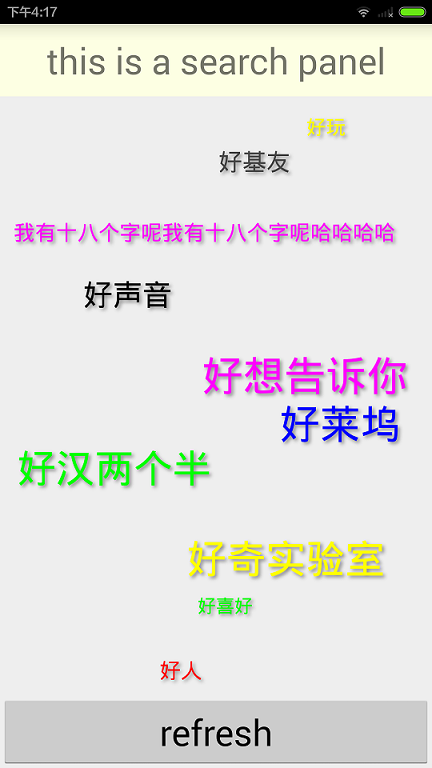 下午4:17
this is a search panel
好玩
好基友
我有十八个字呢我有十八个字呢哈哈哈哈
好声音
好想告诉你
好莱坞
好汉两个半
好奇实验室
好喜好
好人
refresh